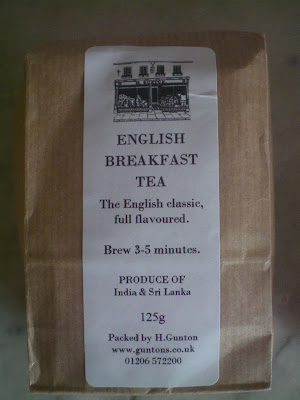 ENGLISH
BREAKFAST
TEA
The English classic,
full flavoured.
Brew 3-5 minutes.
PRODUCE OF
India & Sri Lanka
125g
Packed by H.Gunton
www.guntons.co.uk
01206 572200